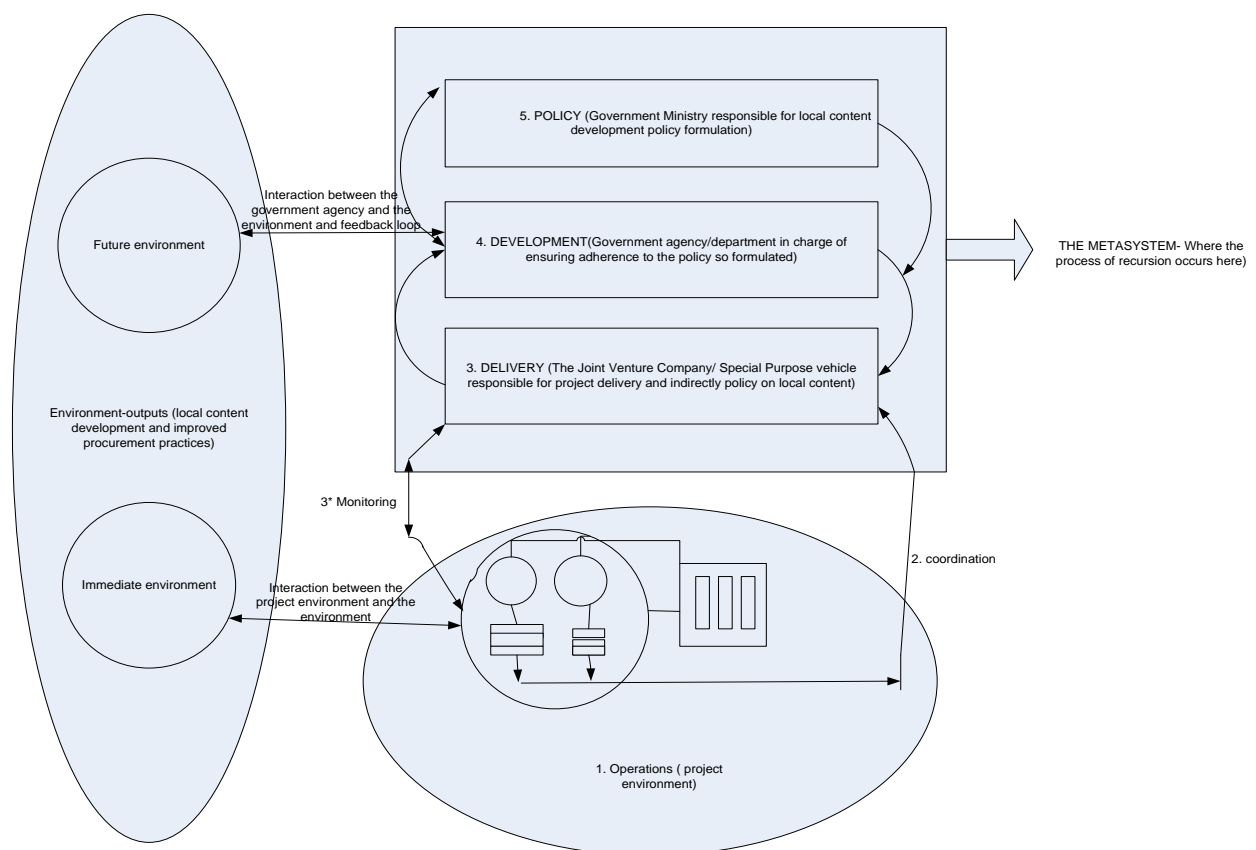 5. POLICY (Government Ministry responsible for local content
development policy formulation)
Interaction between the
government agency and the
environment and feedback loop
Future environment
4. DEVELOPMENT(Government agency/department in charge of
ensuring adherence to the policy so formulated)
THE METASYSTEM- Where the
process of recursion occurs here)
3. DELIVERY (The Joint Venture Company/ Special Purpose vehicle
responsible for project delivery and indirectly policy on local content)
Environment-outputs (local content
development and improved
procurement practices)
3* Monitoring
2. coordination
Immediate environment
Interaction between the
project environment and the
environment
1. Operations ( project
environment)